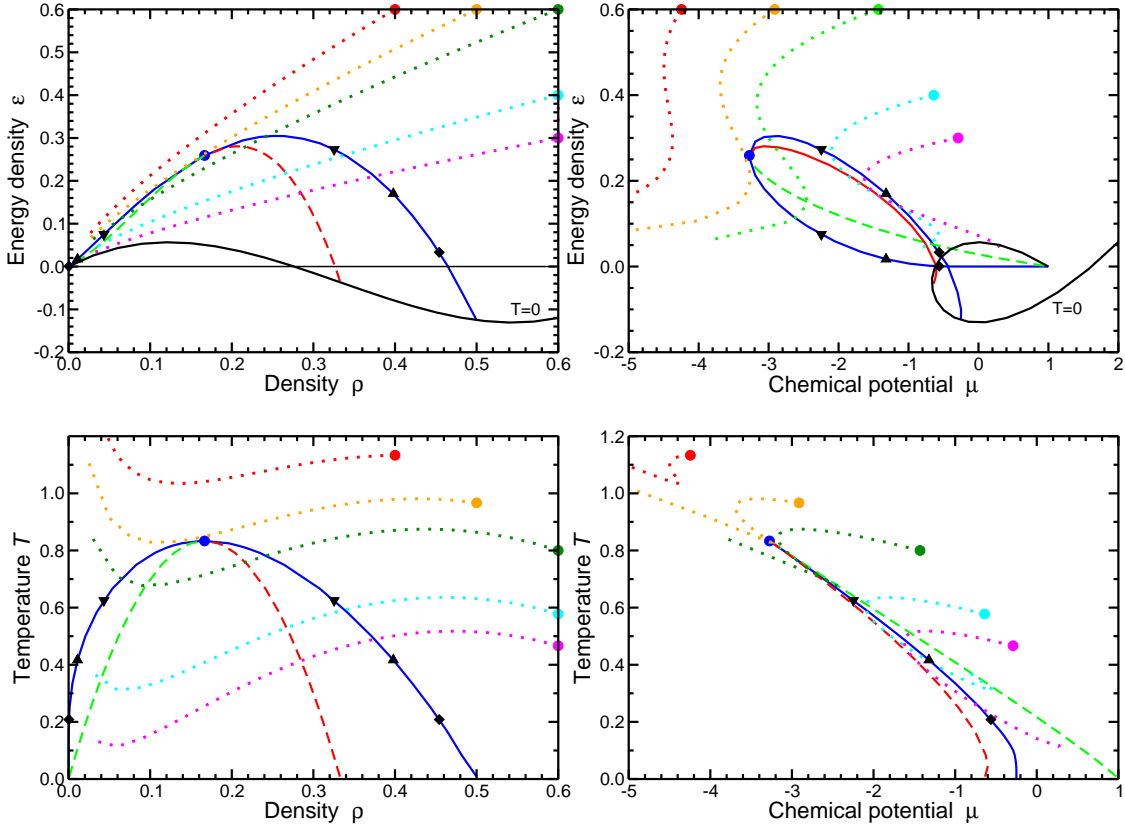 0.6
0.5
0.4
0.3
0.2
0.1
0.0
-0.1
-0.2
Energy density ε
T=0
0.0 0.1 0.2 0.3 0.4 0.5 0.6
Density ρ
0.6
0.4
0.2
0.0
-0.2
Energy density ε
T=0
-5 -4 -3 -2 -1 0 1 2
Chemical potential μ
1.0
0.8
0.6
0.4
0.2
0.0
Temperature T
0.0 0.1 0.2 0.3 0.4 0.5 0.6
Density ρ
1.2
1.0
0.8
0.6
0.4
0.2
0.0
Temperature T
-5 -4 -3 -2 -1 0 1
Chemical potential μ